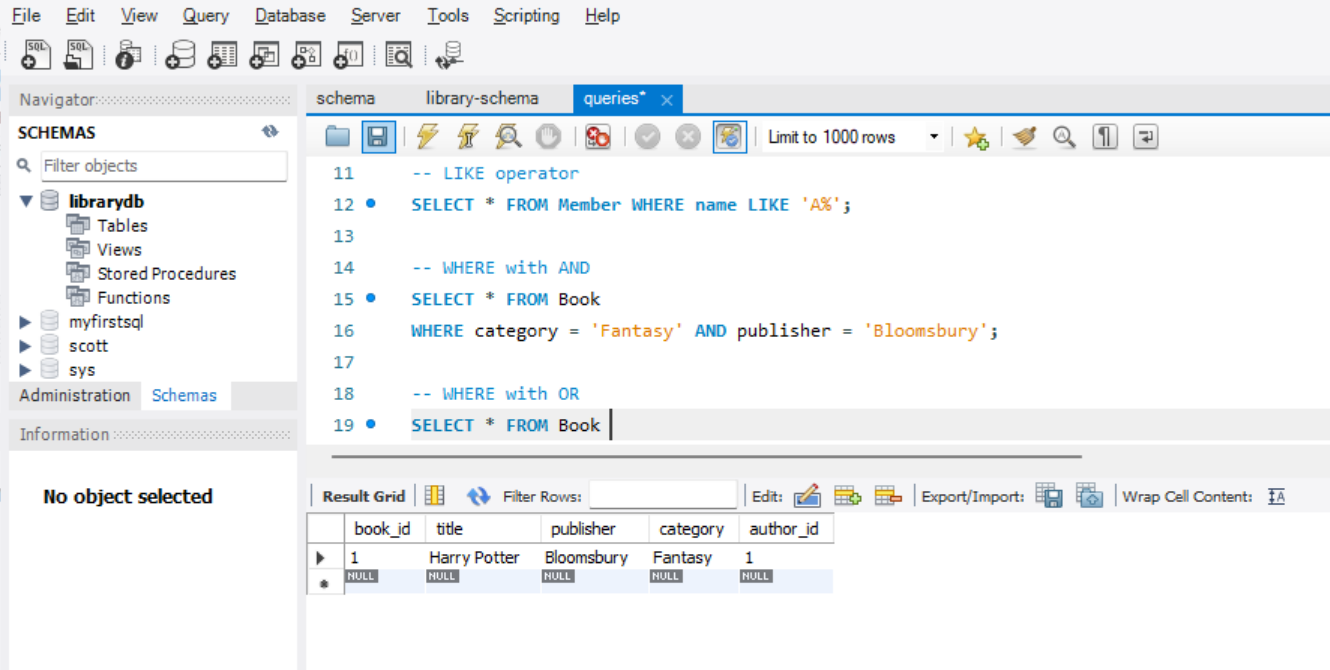 File Edit View Query Database Server Tools Scripting Help
SQL SQL
Navigator
SCHEMAS
Filter objects
librarydb
Tables
Views
Stored Procedures
Functions
myfirstsql
scott
sys
Administration Schemas
Information
No object selected
schema library-schema queries*
Limit to 1000 rows
11 -- LIKE operator
12 SELECT * FROM Member WHERE name LIKE 'A%';
13
14 -- WHERE with AND
15 SELECT * FROM Book
16 WHERE category = 'Fantasy' AND publisher = 'Bloomsbury';
17
18 -- WHERE with OR
19 SELECT * FROM Book
Result Grid Filter Rows: Edit: Export/Import: Wrap Cell Content:
book_id title publisher category author_id
1 Harry Potter Bloomsbury Fantasy 1
NULL NULL NULL NULL NULL